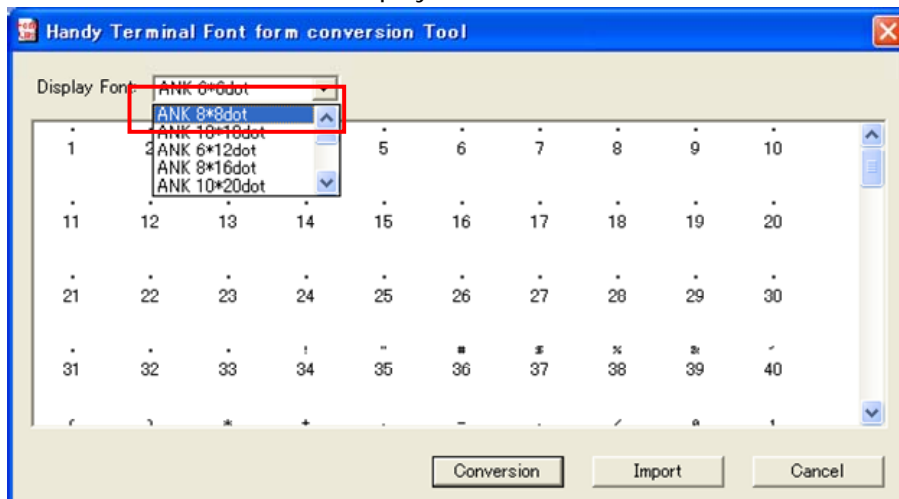 Handy Terminal Font form conversion Tool
Display Font: ANK 6*6dot
ANK 8*8dot
ANK 10*10dot
ANK 6*12dot
ANK 8*16dot
ANK 10*20dot
1 2 5 6 7 8 9 10
11 12 13 14 15 16 17 18 19 20
21 22 23 24 25 26 27 28 29 30
! " # $ % &
31 32 33 34 35 36 37 38 39 40
Conversion Import Cancel